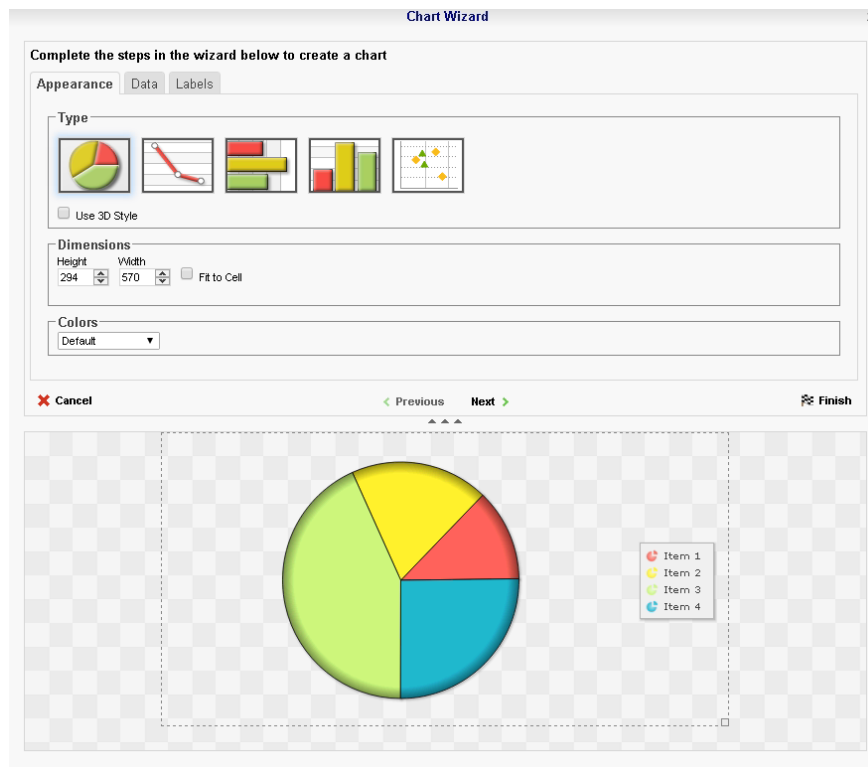 Chart Wizard
Complete the steps in the wizard below to create a chart
Appearance Data Labels
Type
Use 3D Style
Dimensions
Height Width
294 570 Fit to Cell
Colors
Default
Cancel Previous Next Finish
Item 1
Item 2
Item 3
Item 4